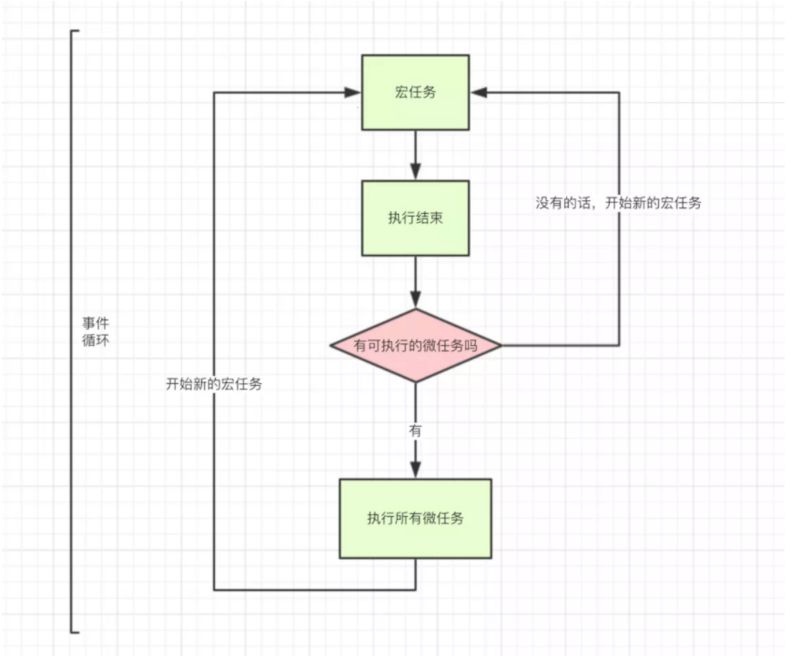 宏任务
执行结束
没有的话，开始新的宏任务
事件
循环
有可执行的微任务吗
开始新的宏任务
有
执行所有微任务